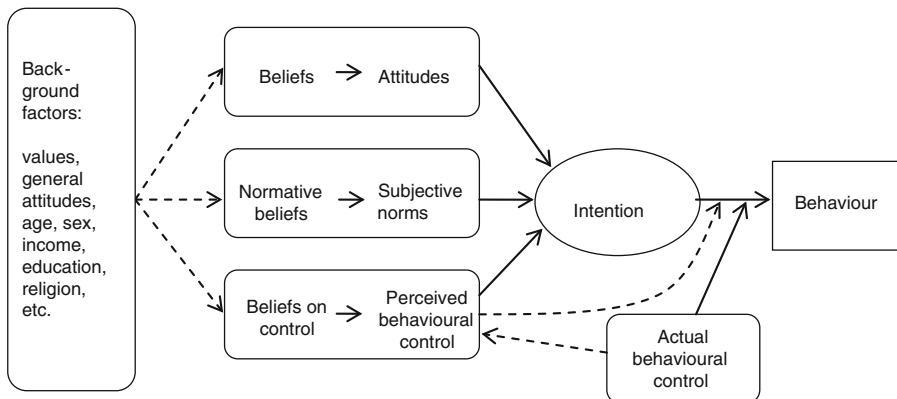 Back-
ground
factors:
values,
general
attitudes,
age, sex,
income,
education,
religion,
etc.
Beliefs
Attitudes
Normative
beliefs
Subjective
norms
Beliefs on
control
Perceived
behavioural
control
Intention
Behaviour
Actual
behavioural
control